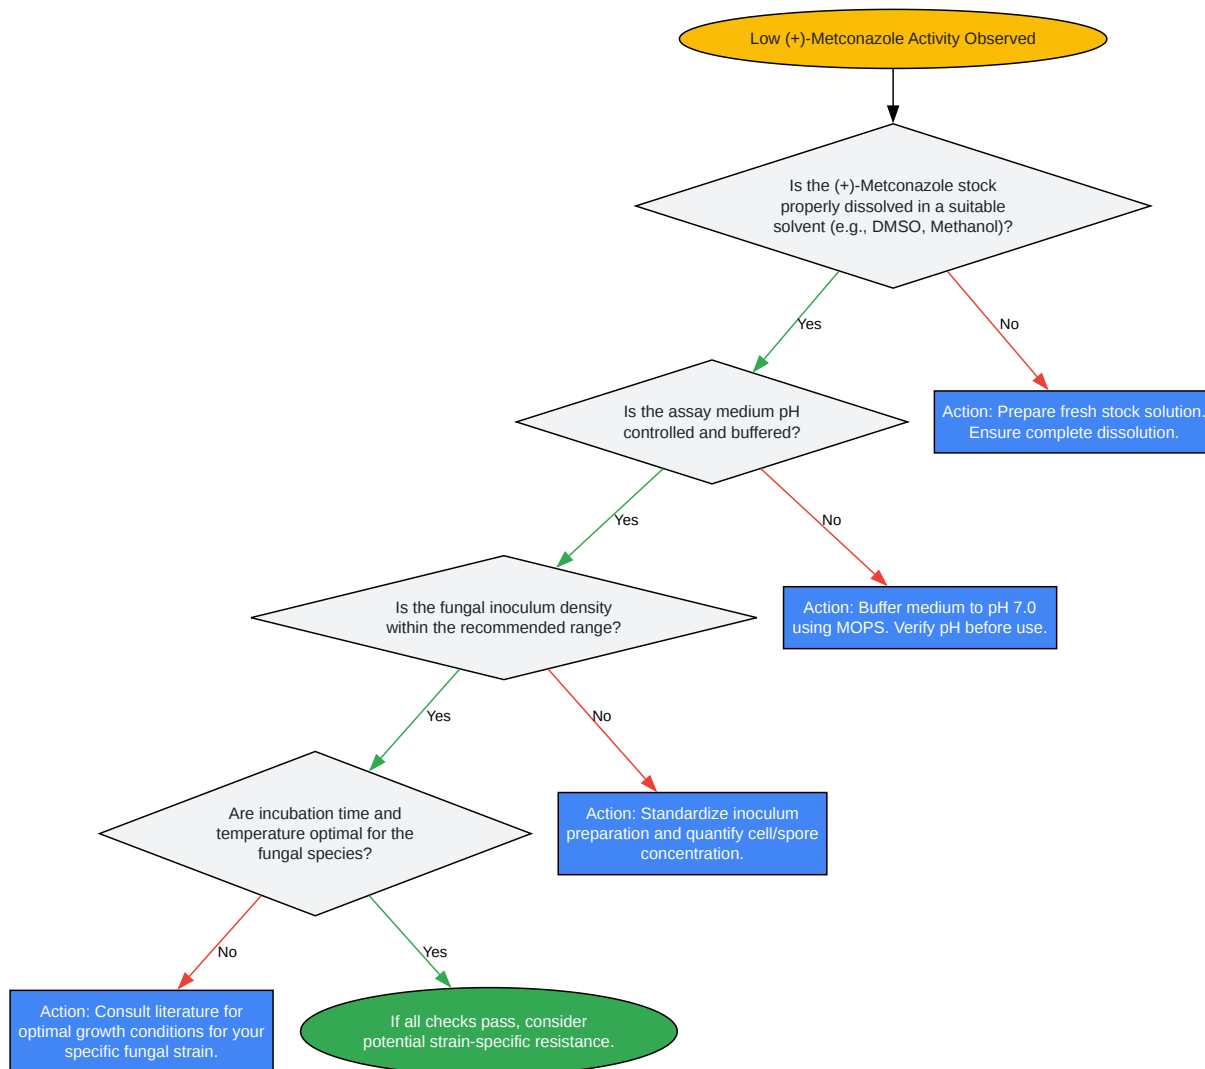 Low (+)-Metconazole Activity Observed
Is the (+)-Metconazole stock
properly dissolved in a suitable
solvent (e.g., DMSO, Methanol)?
Yes
No
Is the assay medium pH
controlled and buffered?
Action: Prepare fresh stock solution.
Ensure complete dissolution.
Yes
No
Is the fungal inoculum density
within the recommended range?
Action: Buffer medium to pH 7.0
using MOPS. Verify pH before use.
Yes
No
Are incubation time and
temperature optimal for the
fungal species?
Action: Standardize inoculum
preparation and quantify cell/spore
concentration.
No
Yes
Action: Consult literature for
optimal growth conditions for your
specific fungal strain.
If all checks pass, consider
potential strain-specific resistance.